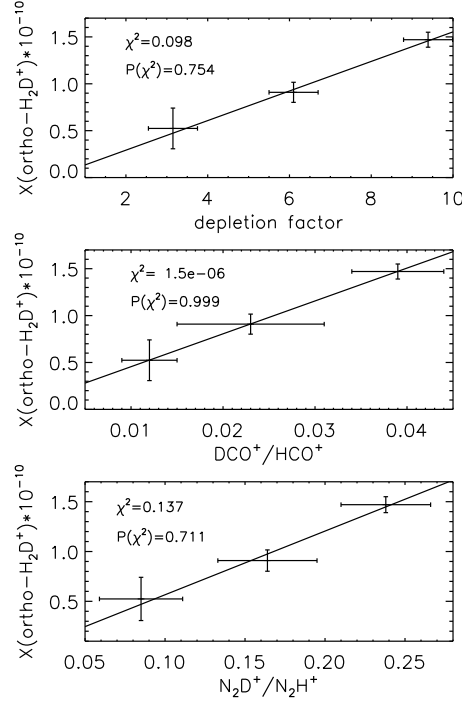 X(ortho-H₂D⁺)*10⁻¹⁰
1.5
1.0
0.5
0.0
χ²=0.098
P(χ²)=0.754
2 4 6 8 10
depletion factor
X(ortho-H₂D⁺)*10⁻¹⁰
1.5
1.0
0.5
0.0
χ²= 1.5e-06
P(χ²)=0.999
0.01 0.02 0.03 0.04
DCO⁺/HCO⁺
X(ortho-H₂D⁺)*10⁻¹⁰
1.5
1.0
0.5
χ²=0.137
P(χ²)=0.711
0.05 0.10 0.15 0.20 0.25
N₂D⁺/N₂H⁺